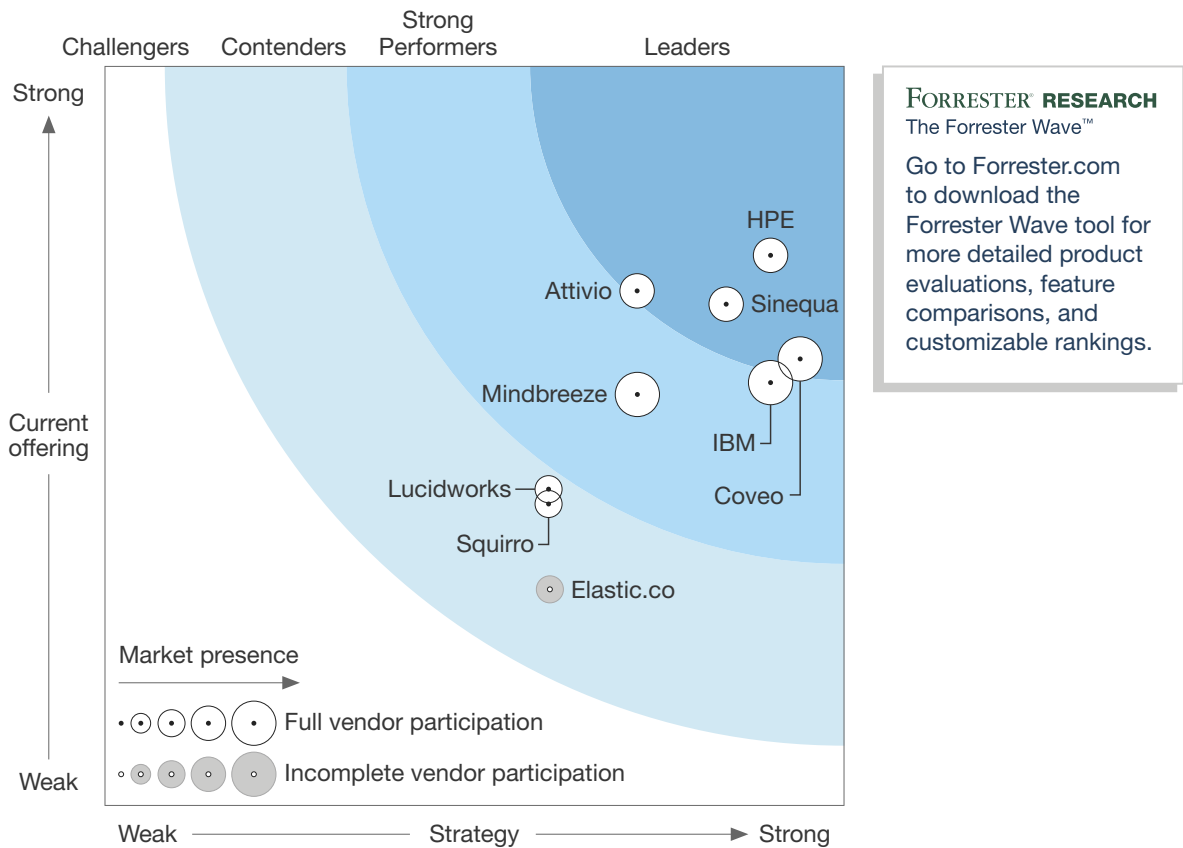 Challengers
Contenders
Strong
Performers
Leaders
Strong
Current
offering
Weak
HPE
Attivio
Sinequa
Mindbreeze
IBM
Coveo
Lucidworks
Squirro
Elastic.co
Market presence
Full vendor participation
Incomplete vendor participation
Weak
Strategy
Strong
FORRESTER® RESEARCH
The Forrester Wave™
Go to Forrester.com
to download the
Forrester Wave tool for
more detailed product
evaluations, feature
comparisons, and
customizable rankings.